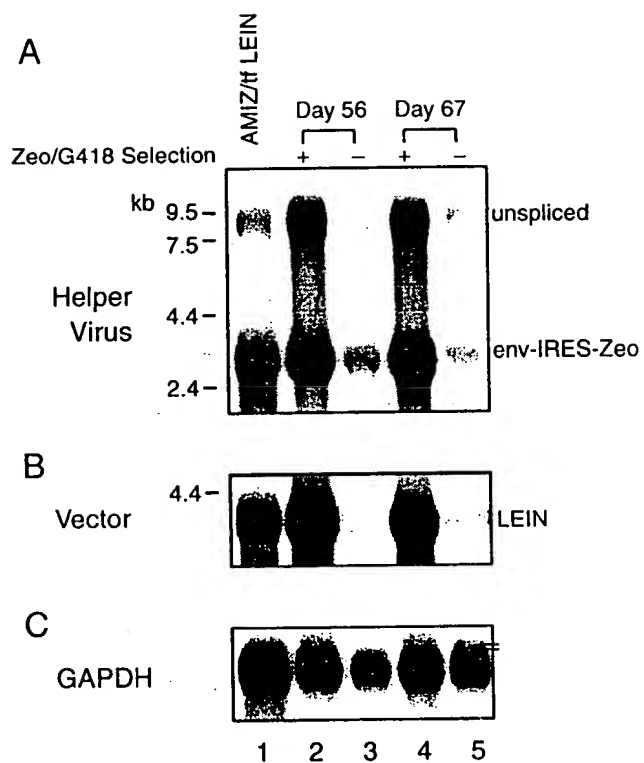 A
AMIZ/tf LEIN
Day 56 Day 67
Zeo/G418 Selection + − + −
kb
9.5
unspliced
7.5
Helper
Virus
4.4
env-IRES-Zeo
2.4
B
4.4
Vector
LEIN
C
GAPDH
1 2 3 4 5